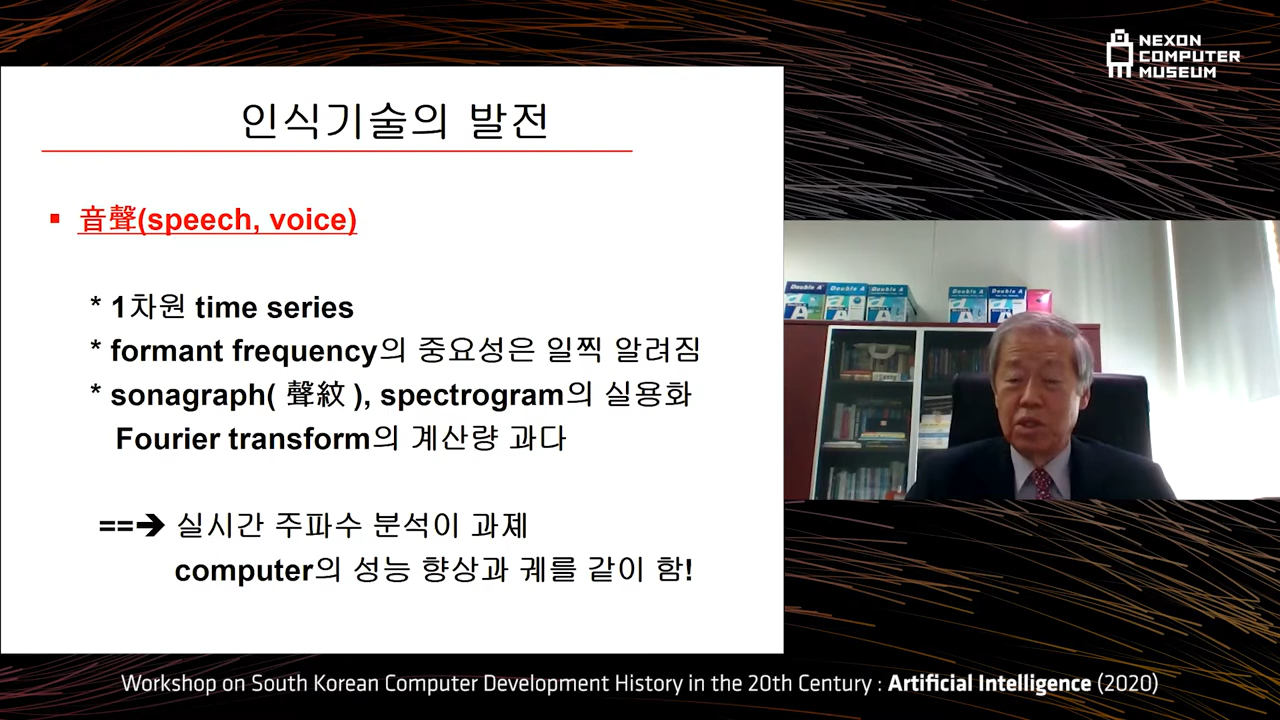 NEXON
COMPUTER
MUSEUM
인식기술의 발전
▪ 音聲(speech, voice)
* 1차원 time series
* formant frequency의 중요성은 일찍 알려짐
* sonagraph( 聲紋 ), spectrogram의 실용화
Fourier transform의 계산량 과다
==➔ 실시간 주파수 분석이 과제
computer의 성능 향상과 궤를 같이 함!
Double A
Double A
Double A
Double A
Double A
Workshop on South Korean Computer Development History in the 20th Century : Artificial Intelligence (2020)